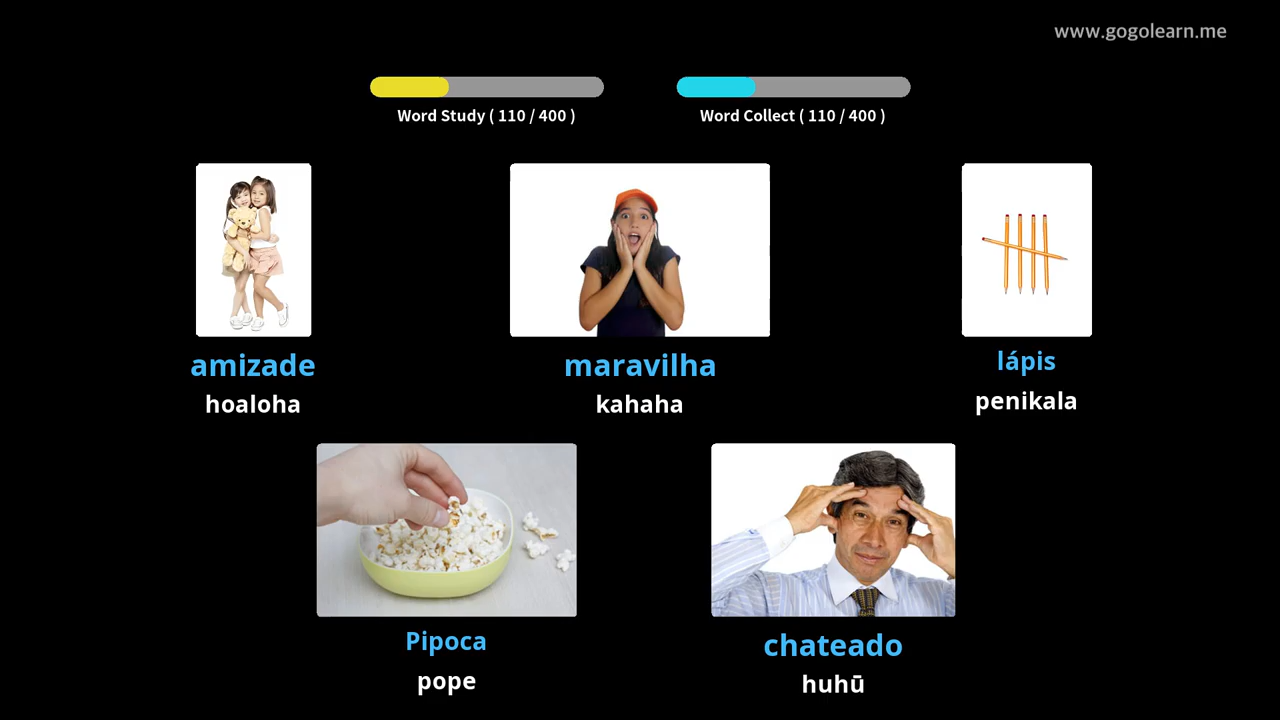 www.gogolearn.me
Word Study ( 110 / 400 )
Word Collect ( 110 / 400 )
amizade
hoaloha
maravilha
kahaha
lápis
penikala
Pipoca
pope
chateado
huhū